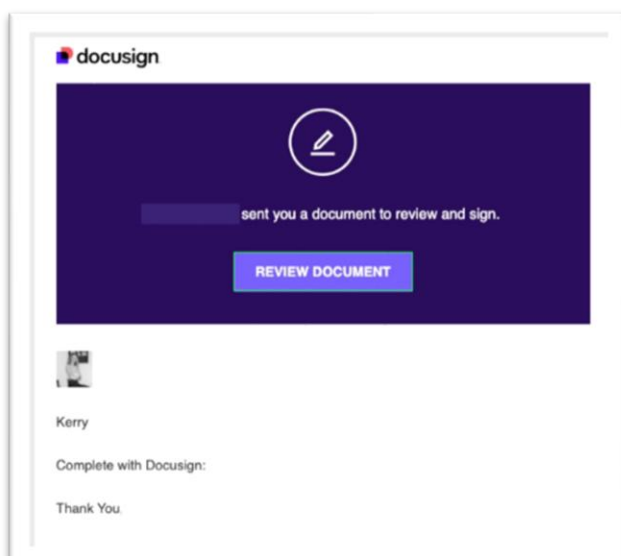 docusign
sent you a document to review and sign.
REVIEW DOCUMENT
Kerry
Complete with Docusign:
Thank You.